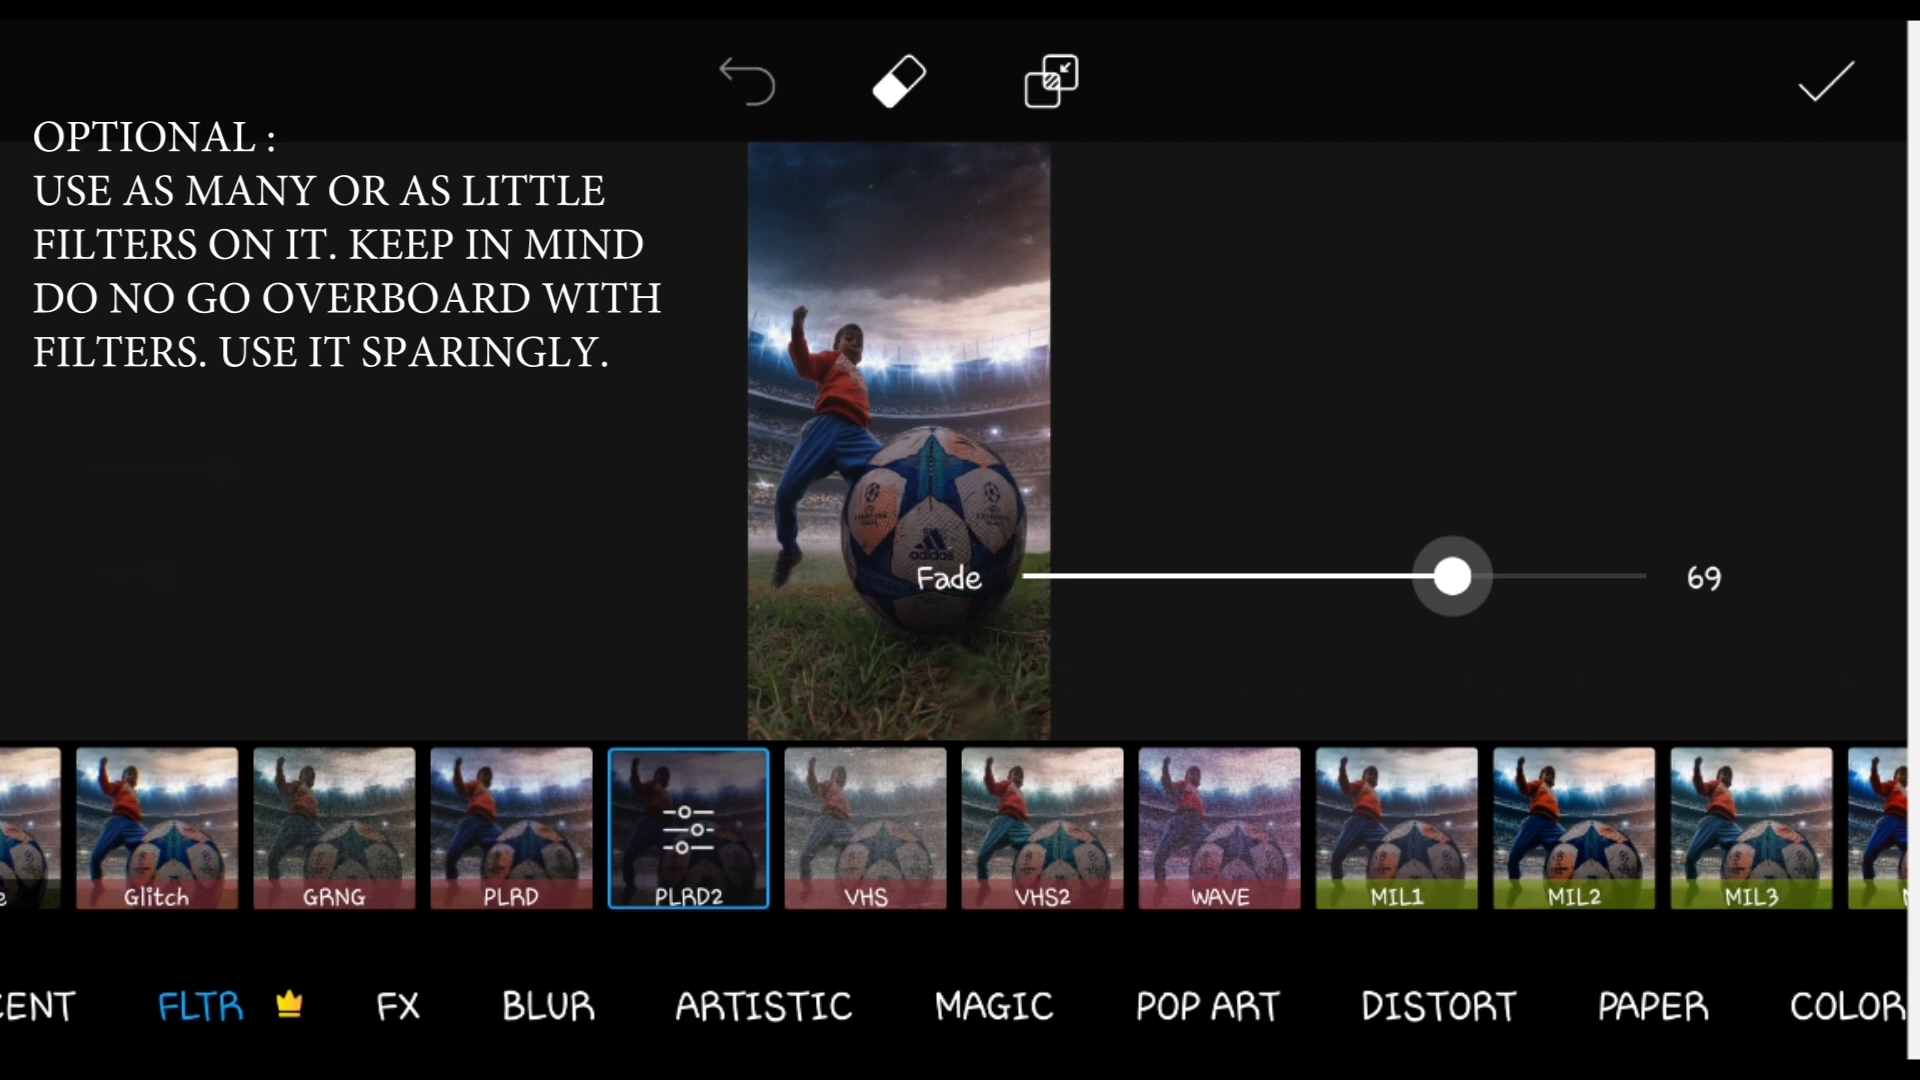 OPTIONAL :
USE AS MANY OR AS LITTLE
FILTERS ON IT. KEEP IN MIND
DO NO GO OVERBOARD WITH
FILTERS. USE IT SPARINGLY.
adidas
Fade 69
Glitch GRNG PLRD PLRD2 VHS VHS2 WAVE MIL1 MIL2 MIL3
CENT FLTR FX BLUR ARTISTIC MAGIC POP ART DISTORT PAPER COLOR